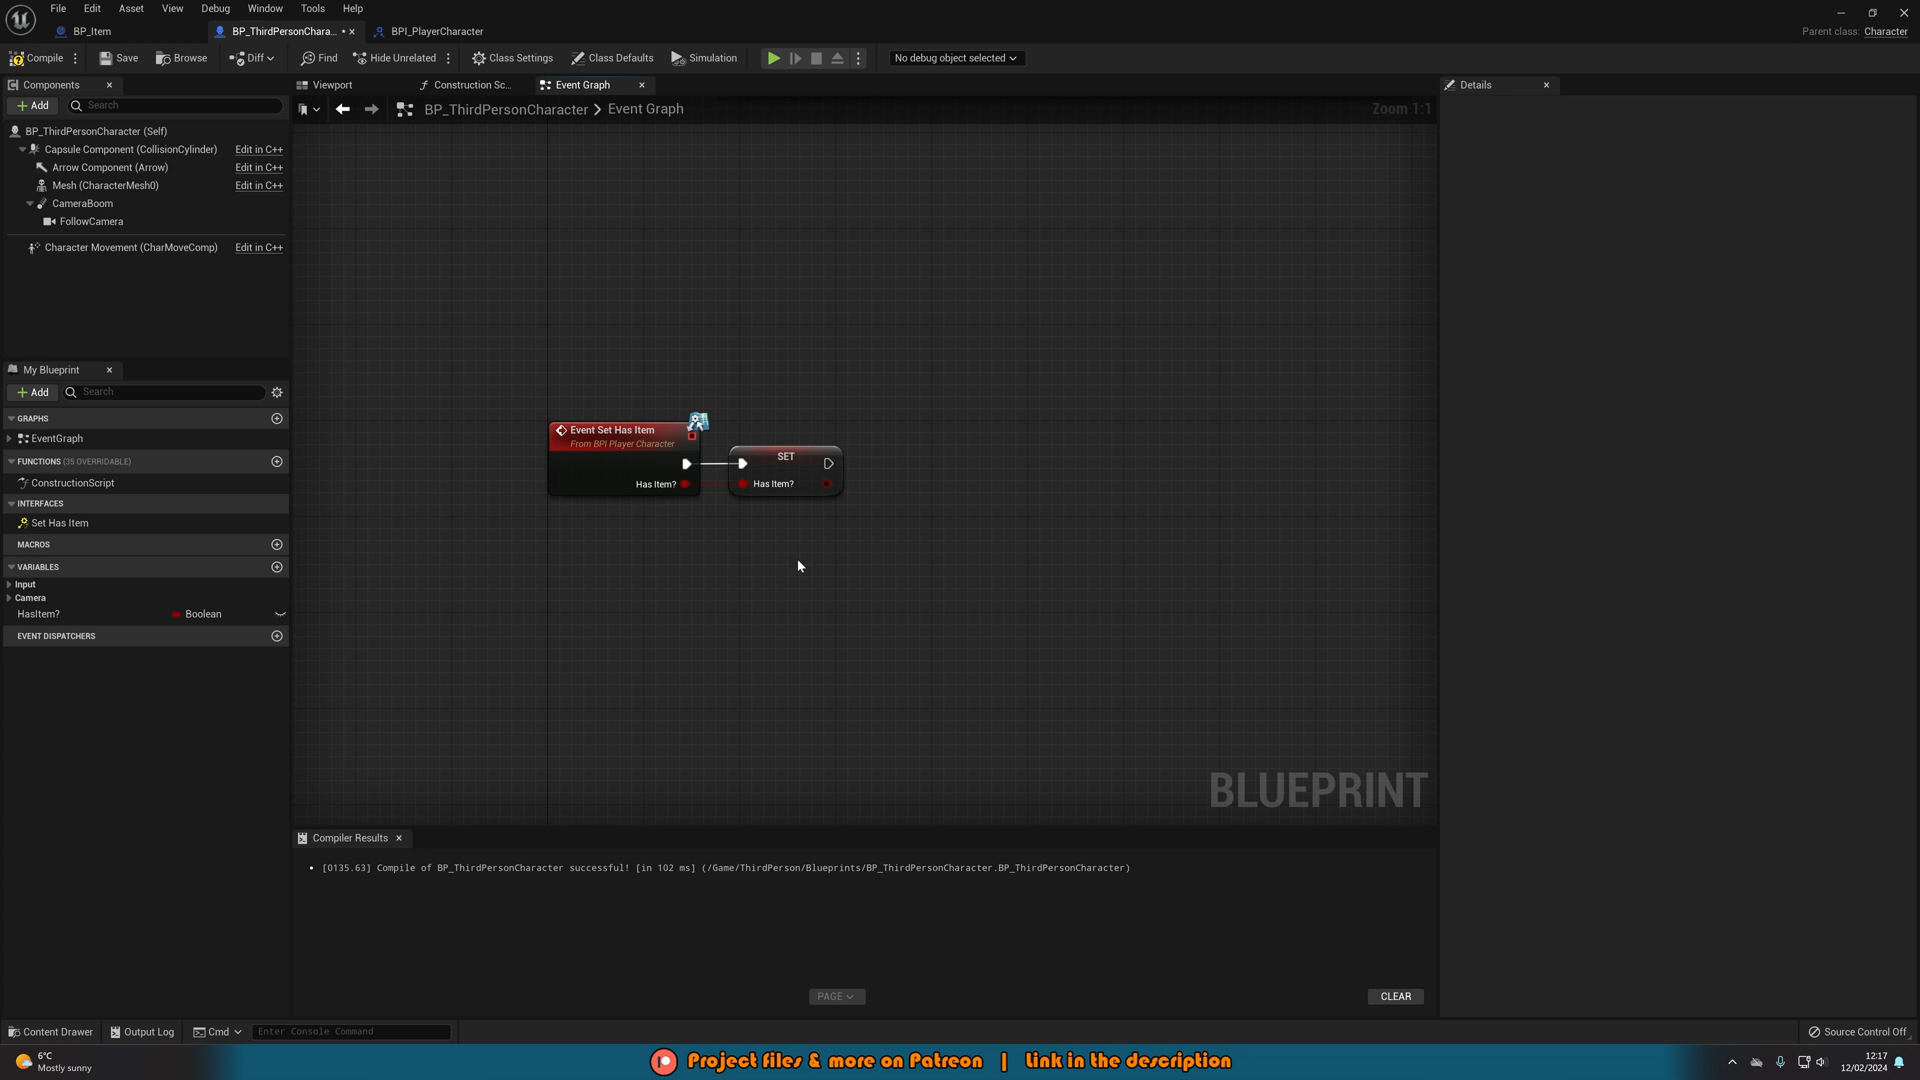 File Edit Asset View Debug Window Tools Help
BP_Item
BP_ThirdPersonChara...
BPI_PlayerCharacter
Parent class: Character
Compile
Save
Browse
Diff
Find
Hide Unrelated
Class Settings
Class Defaults
Simulation
No debug object selected
Components
Add
Search
BP_ThirdPersonCharacter (Self)
Capsule Component (CollisionCylinder) Edit in C++
Arrow Component (Arrow) Edit in C++
Mesh (CharacterMesh0) Edit in C++
CameraBoom
FollowCamera
Character Movement (CharMoveComp) Edit in C++
Viewport
Construction Sc...
Event Graph
BP_ThirdPersonCharacter > Event Graph
Zoom 1:1
Details
My Blueprint
Add
Search
GRAPHS
EventGraph
FUNCTIONS (35 OVERRIDABLE)
ConstructionScript
INTERFACES
Set Has Item
MACROS
VARIABLES
Input
Camera
HasItem? Boolean
EVENT DISPATCHERS
Event Set Has Item
From BPI Player Character
Has Item?
SET
Has Item?
BLUEPRINT
Compiler Results
[0135.63] Compile of BP_ThirdPersonCharacter successful! [in 102 ms] (/Game/ThirdPerson/Blueprints/BP_ThirdPersonCharacter.BP_ThirdPersonCharacter)
PAGE
CLEAR
Content Drawer
Output Log
Cmd
Enter Console Command
Source Control Off
6°C
Mostly sunny
Project files & more on Patreon | Link in the description
12:17
12/02/2024